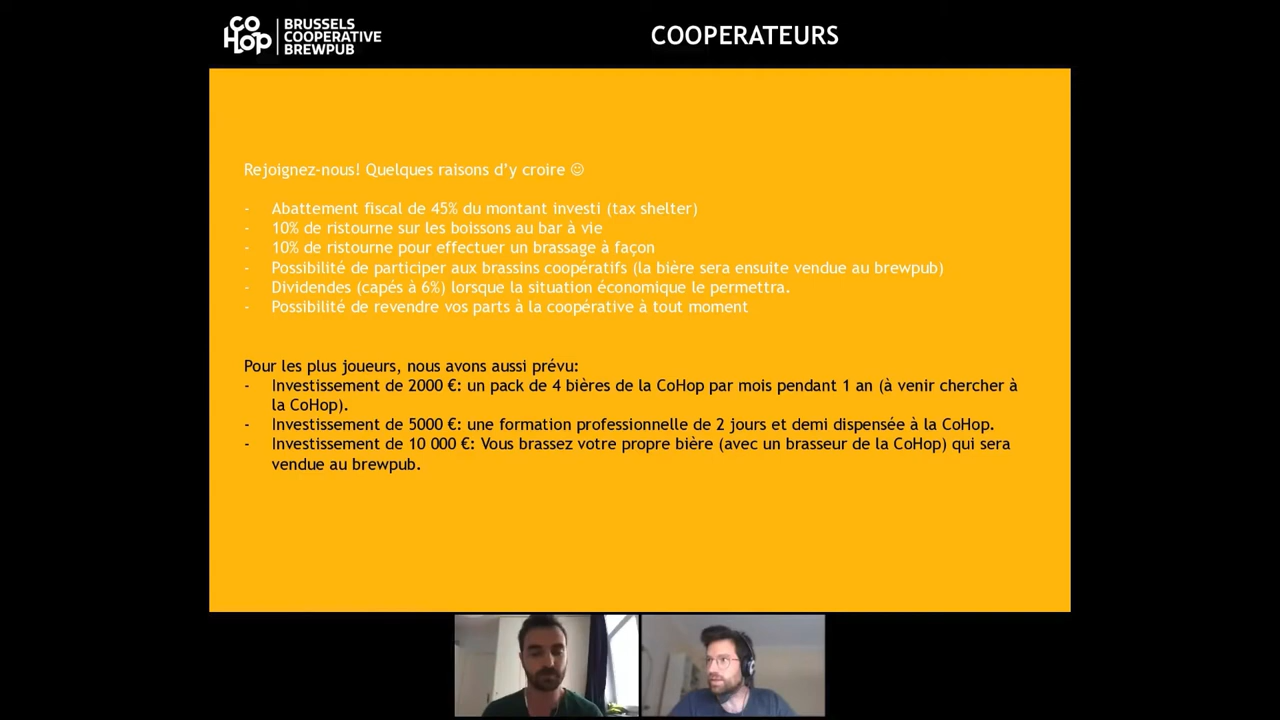 CO HOP
BRUSSELS
COOPERATIVE
BREWPUB
COOPERATEURS
Rejoignez-nous! Quelques raisons d’y croire ☺
- Abattement fiscal de 45% du montant investi (tax shelter)
- 10% de ristourne sur les boissons au bar à vie
- 10% de ristourne pour effectuer un brassage à façon
- Possibilité de participer aux brassins coopératifs (la bière sera ensuite vendue au brewpub)
- Dividendes (capés à 6%) lorsque la situation économique le permettra.
- Possibilité de revendre vos parts à la coopérative à tout moment
Pour les plus joueurs, nous avons aussi prévu:
- Investissement de 2000 €: un pack de 4 bières de la CoHop par mois pendant 1 an (à venir chercher à
la CoHop).
- Investissement de 5000 €: une formation professionnelle de 2 jours et demi dispensée à la CoHop.
- Investissement de 10 000 €: Vous brassez votre propre bière (avec un brasseur de la CoHop) qui sera
vendue au brewpub.